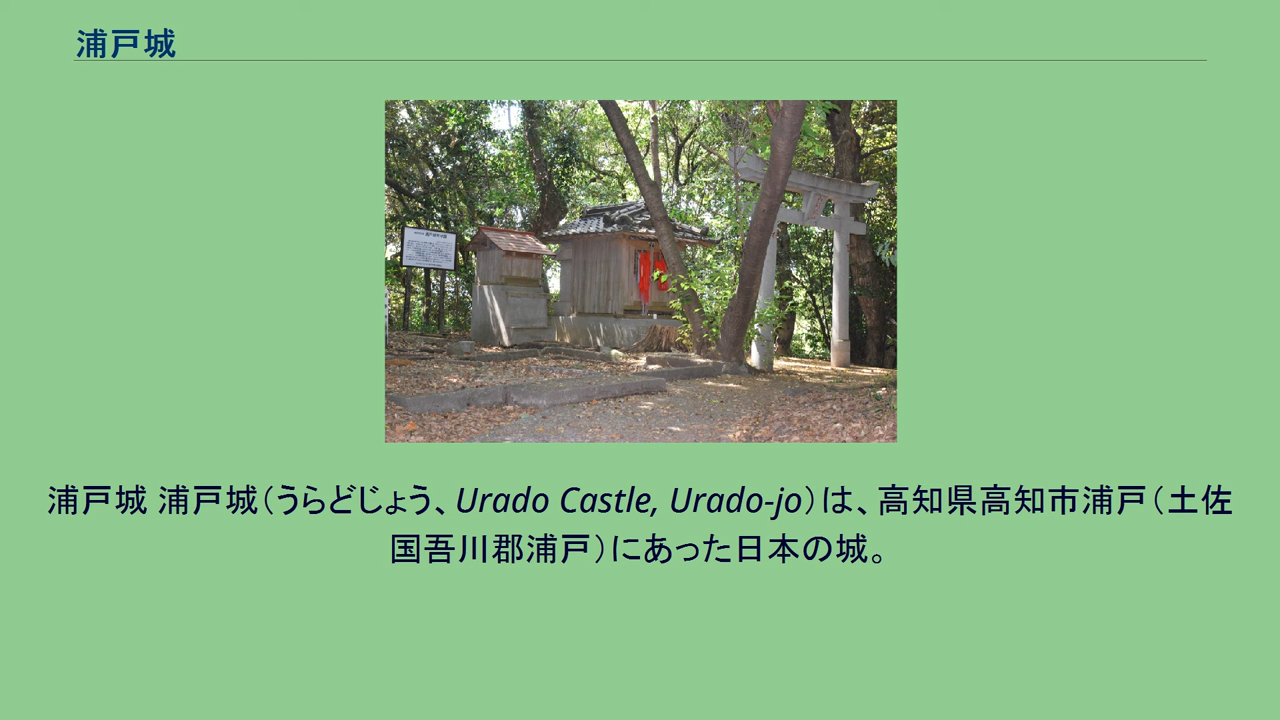 浦戸城
浦戸城 浦戸城（うらどじょう、Urado Castle, Urado-jo）は、高知県高知市浦戸（土佐
国吾川郡浦戸）にあった日本の城。